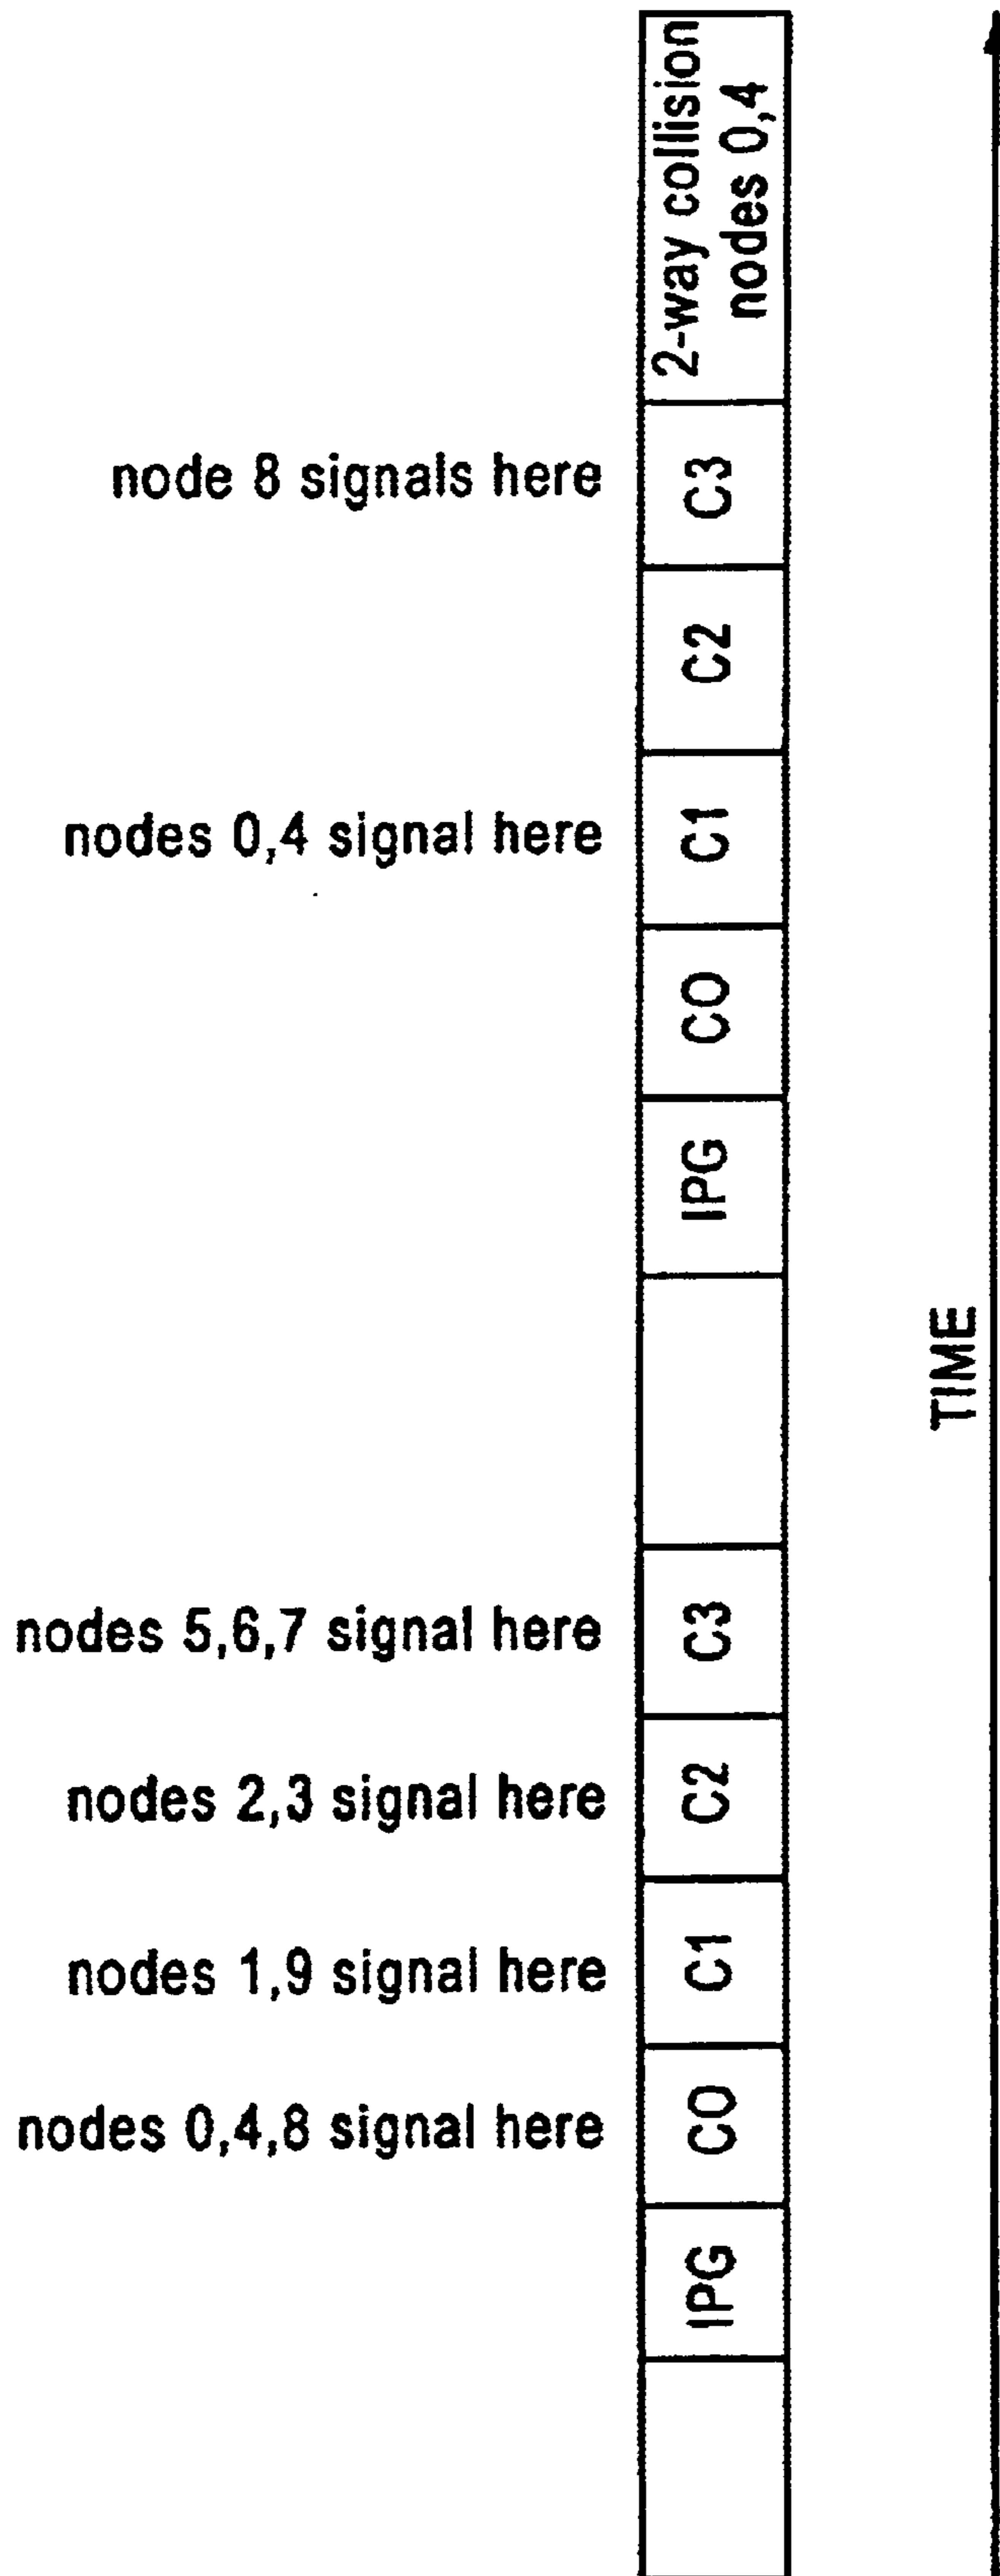 2-way collision
nodes 0,4
node 8 signals here
C3
C2
nodes 0,4 signal here
C1
CO
IPG
TIME
nodes 5,6,7 signal here
C3
nodes 2,3 signal here
C2
nodes 1,9 signal here
C1
nodes 0,4,8 signal here
CO
IPG